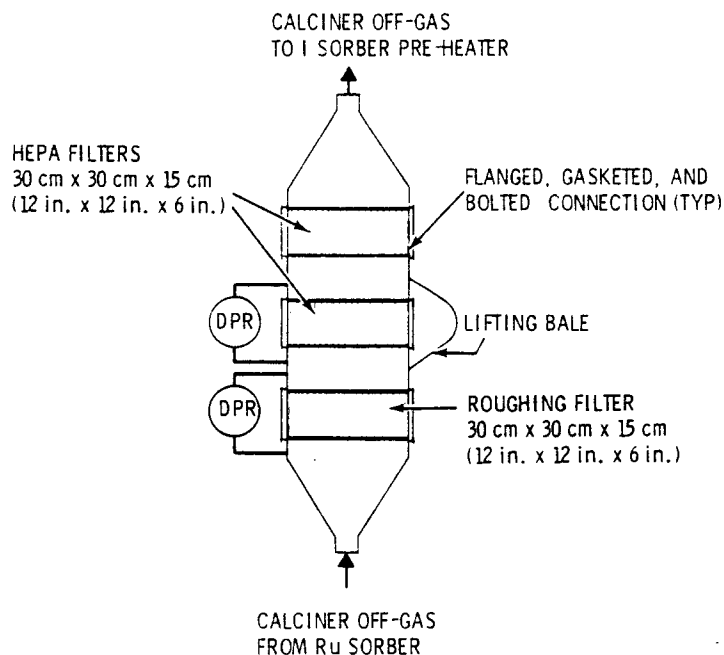 CALCINER OFF-GAS
TO I SORBER PRE-HEATER
HEPA FILTERS
30 cm x 30 cm x 15 cm
(12 in. x 12 in. x 6 in.)
FLANGED, GASKETED, AND
BOLTED CONNECTION (TYP)
DPR
LIFTING BALE
DPR
ROUGHING FILTER
30 cm x 30 cm x 15 cm
(12 in. x 12 in. x 6 in.)
CALCINER OFF-GAS
FROM Ru SORBER